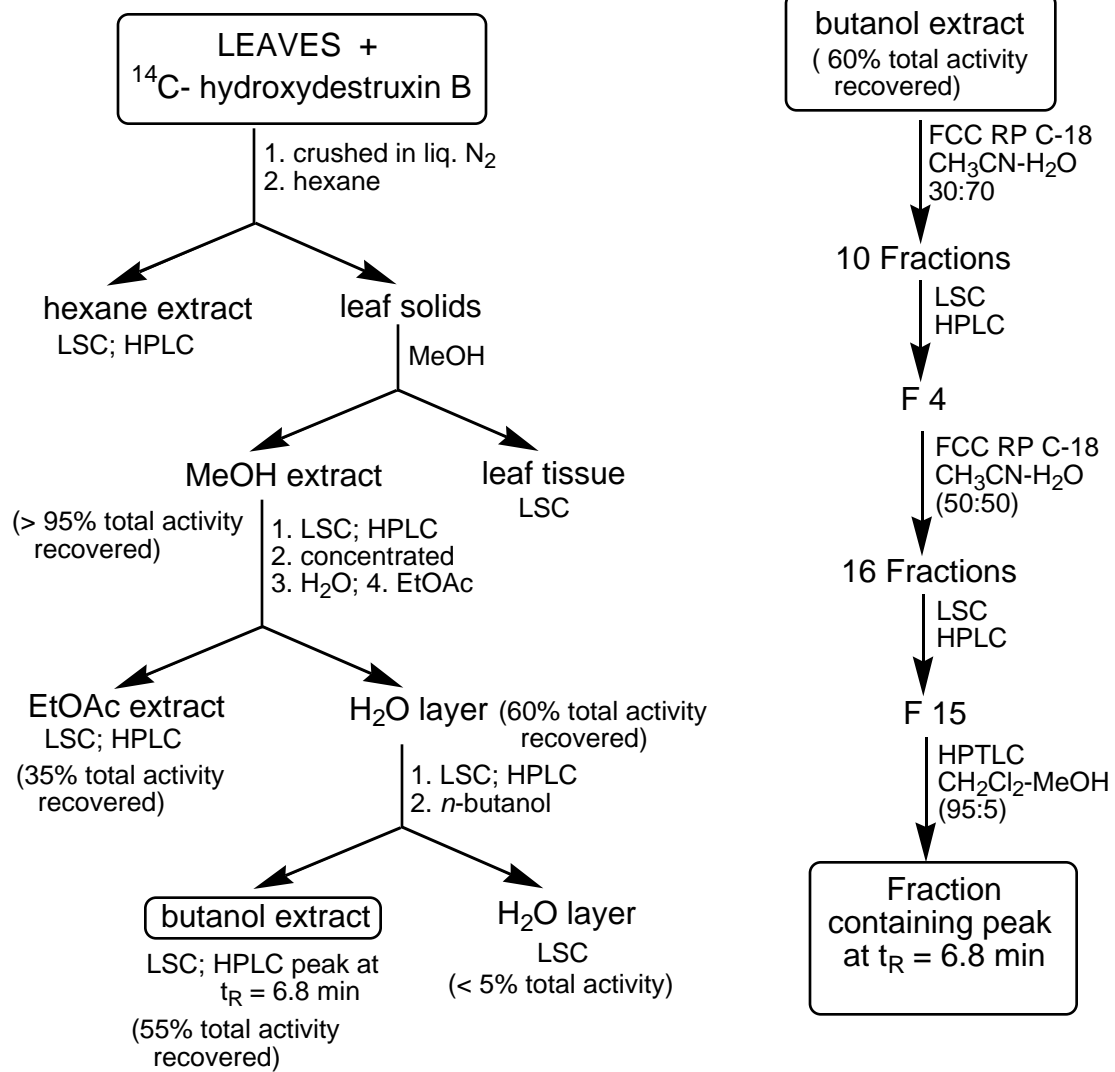 LEAVES +
14C- hydroxydestruxin B
1. crushed in liq. N2
2. hexane
hexane extract
LSC; HPLC
leaf solids
MeOH
MeOH extract
(> 95% total activity
recovered)
leaf tissue
LSC
1. LSC; HPLC
2. concentrated
3. H2O; 4. EtOAc
EtOAc extract
LSC; HPLC
(35% total activity
recovered)
H2O layer (60% total activity
recovered)
1. LSC; HPLC
2. n-butanol
butanol extract
LSC; HPLC peak at
tR = 6.8 min
(55% total activity
recovered)
H2O layer
LSC
(< 5% total activity)
butanol extract
( 60% total activity
recovered)
FCC RP C-18
CH3CN-H2O
30:70
10 Fractions
LSC
HPLC
F 4
FCC RP C-18
CH3CN-H2O
(50:50)
16 Fractions
LSC
HPLC
F 15
HPTLC
CH2Cl2-MeOH
(95:5)
Fraction
containing peak
at tR = 6.8 min